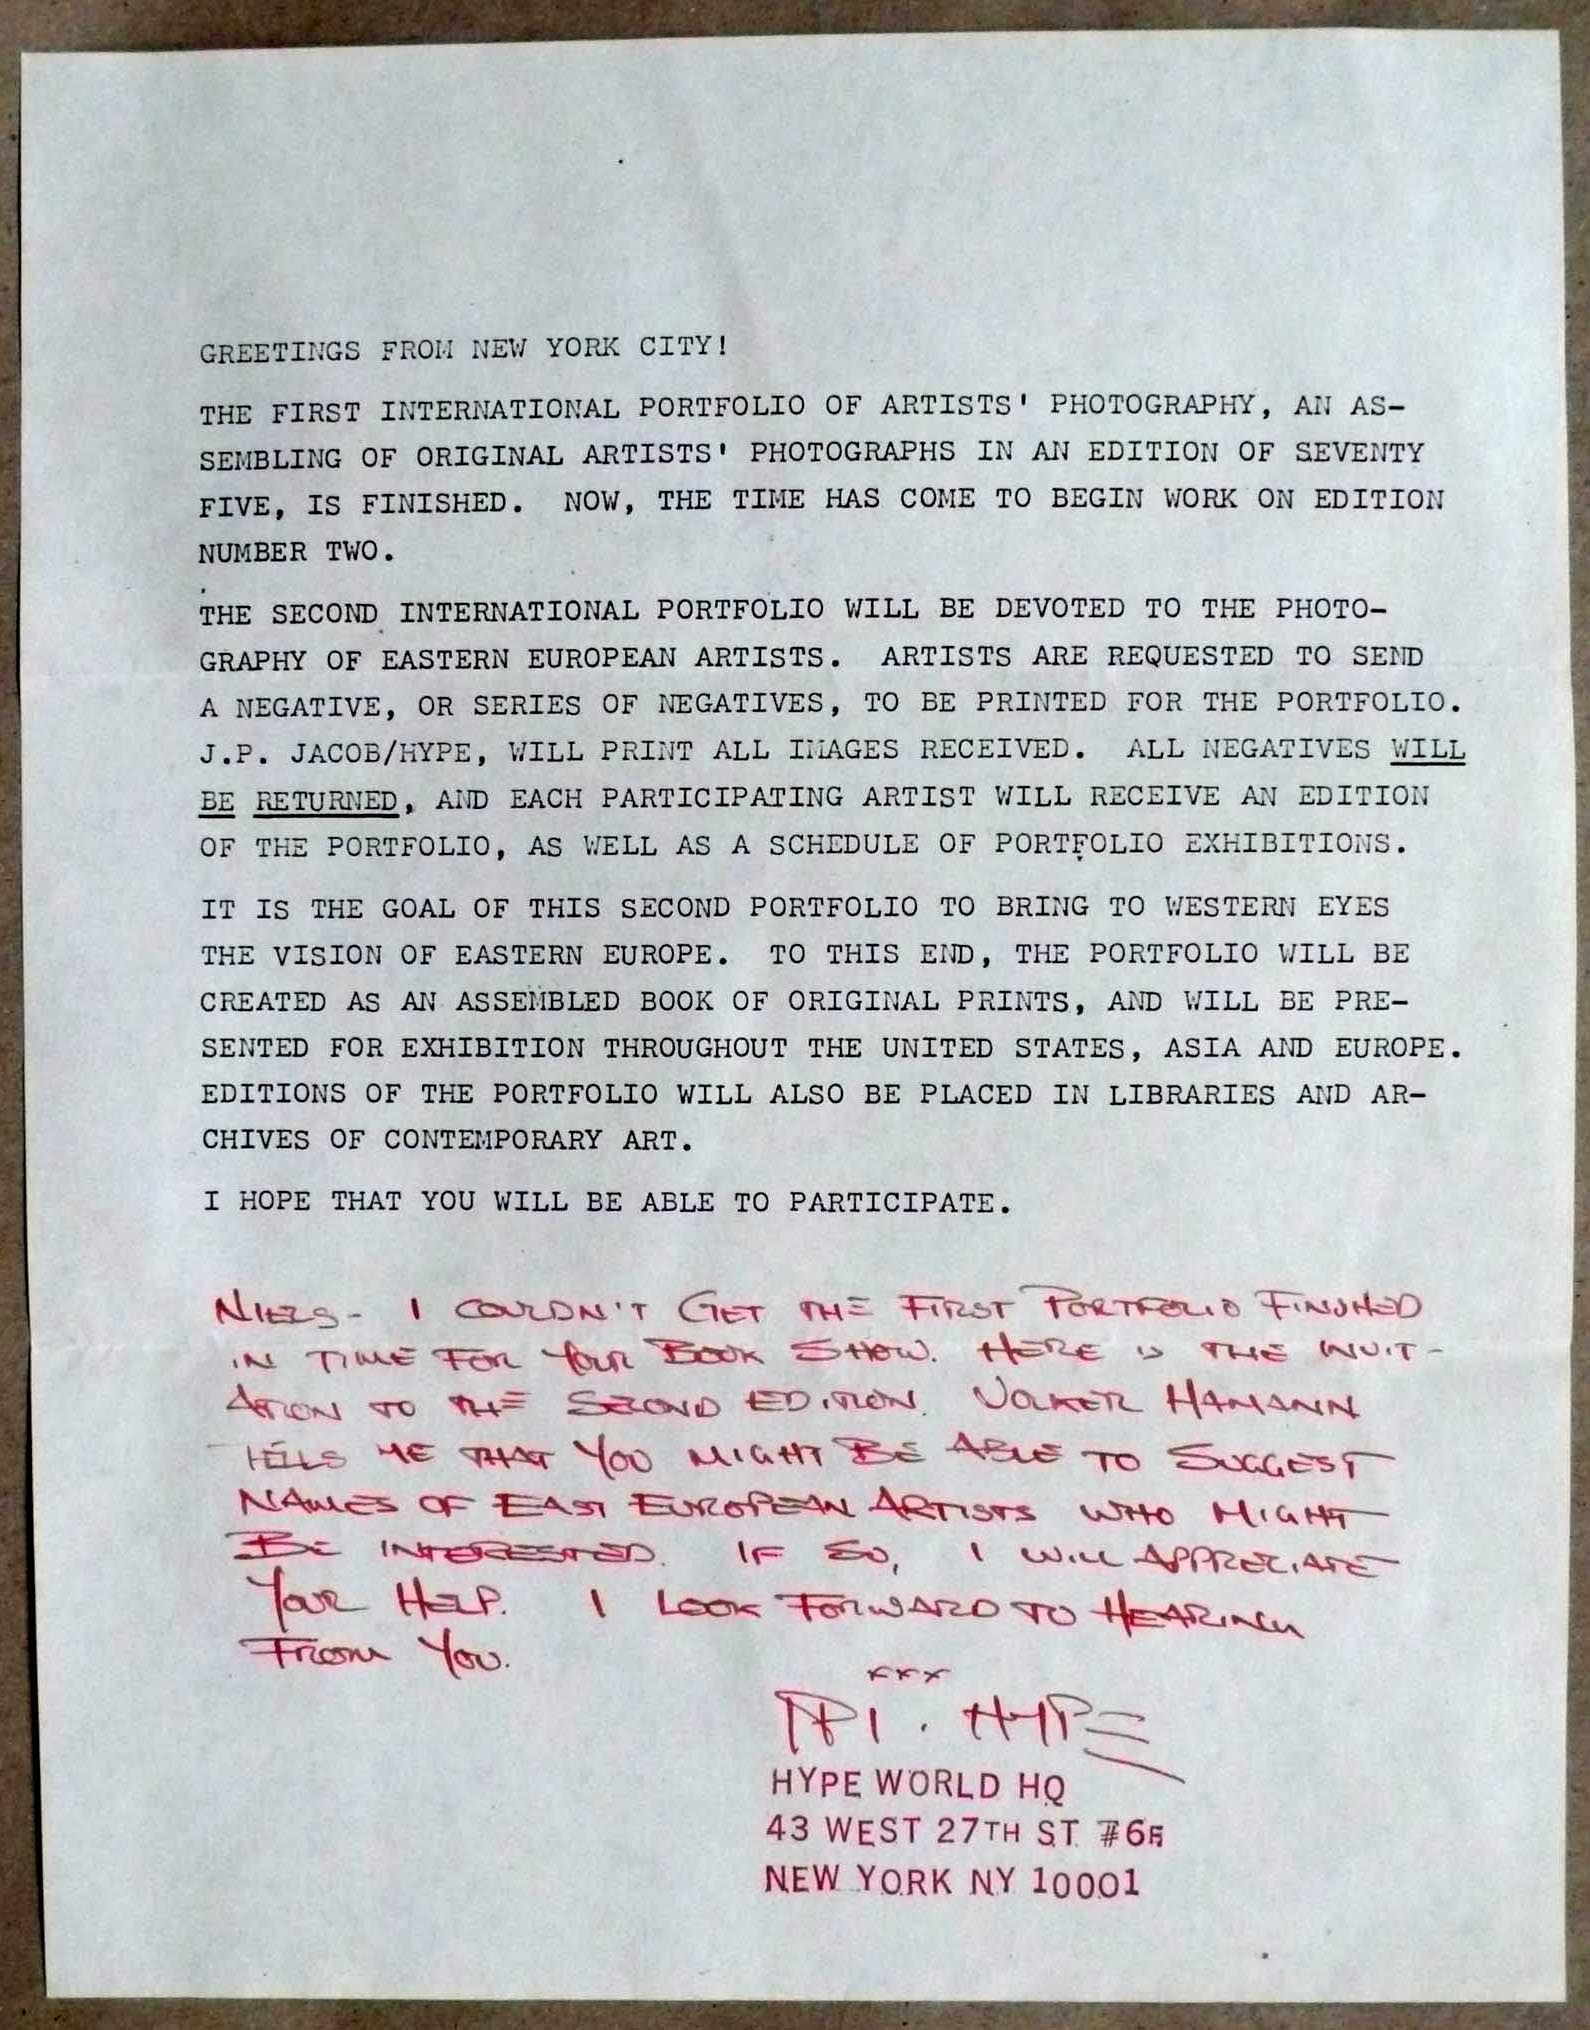 GREETINGS FROM NEW YORK CITY!
THE FIRST INTERNATIONAL PORTFOLIO OF ARTISTS' PHOTOGRAPHY, AN AS-
SEMBLING OF ORIGINAL ARTISTS' PHOTOGRAPHS IN AN EDITION OF SEVENTY
FIVE, IS FINISHED. NOW, THE TIME HAS COME TO BEGIN WORK ON EDITION
NUMBER TWO.
THE SECOND INTERNATIONAL PORTFOLIO WILL BE DEVOTED TO THE PHOTO-
GRAPHY OF EASTERN EUROPEAN ARTISTS. ARTISTS ARE REQUESTED TO SEND
A NEGATIVE, OR SERIES OF NEGATIVES, TO BE PRINTED FOR THE PORTFOLIO.
J.P. JACOB/HYPE, WILL PRINT ALL IMAGES RECEIVED. ALL NEGATIVES WILL
BE RETURNED, AND EACH PARTICIPATING ARTIST WILL RECEIVE AN EDITION
OF THE PORTFOLIO, AS WELL AS A SCHEDULE OF PORTFOLIO EXHIBITIONS.
IT IS THE GOAL OF THIS SECOND PORTFOLIO TO BRING TO WESTERN EYES
THE VISION OF EASTERN EUROPE. TO THIS END, THE PORTFOLIO WILL BE
CREATED AS AN ASSEMBLED BOOK OF ORIGINAL PRINTS, AND WILL BE PRE-
SENTED FOR EXHIBITION THROUGHOUT THE UNITED STATES, ASIA AND EUROPE.
EDITIONS OF THE PORTFOLIO WILL ALSO BE PLACED IN LIBRARIES AND AR-
CHIVES OF CONTEMPORARY ART.
I HOPE THAT YOU WILL BE ABLE TO PARTICIPATE.
NIELS - I COULDN'T GET THE FIRST PORTFOLIO FINISHED
IN TIME FOR YOUR BOOK SHOW. HERE IS THE INVIT-
ATION TO THE SECOND EDITION. VOLKER HAMANN
TELLS ME THAT YOU MIGHT BE ABLE TO SUGGEST
NAMES OF EAST EUROPEAN ARTISTS WHO MIGHT
BE INTERESTED. IF SO, I WILL APPRECIATE
YOUR HELP. I LOOK FORWARD TO HEARING
FROM YOU.
xxx
HYPE
HYPE WORLD HQ
43 WEST 27TH ST.
NEW YORK NY 10001